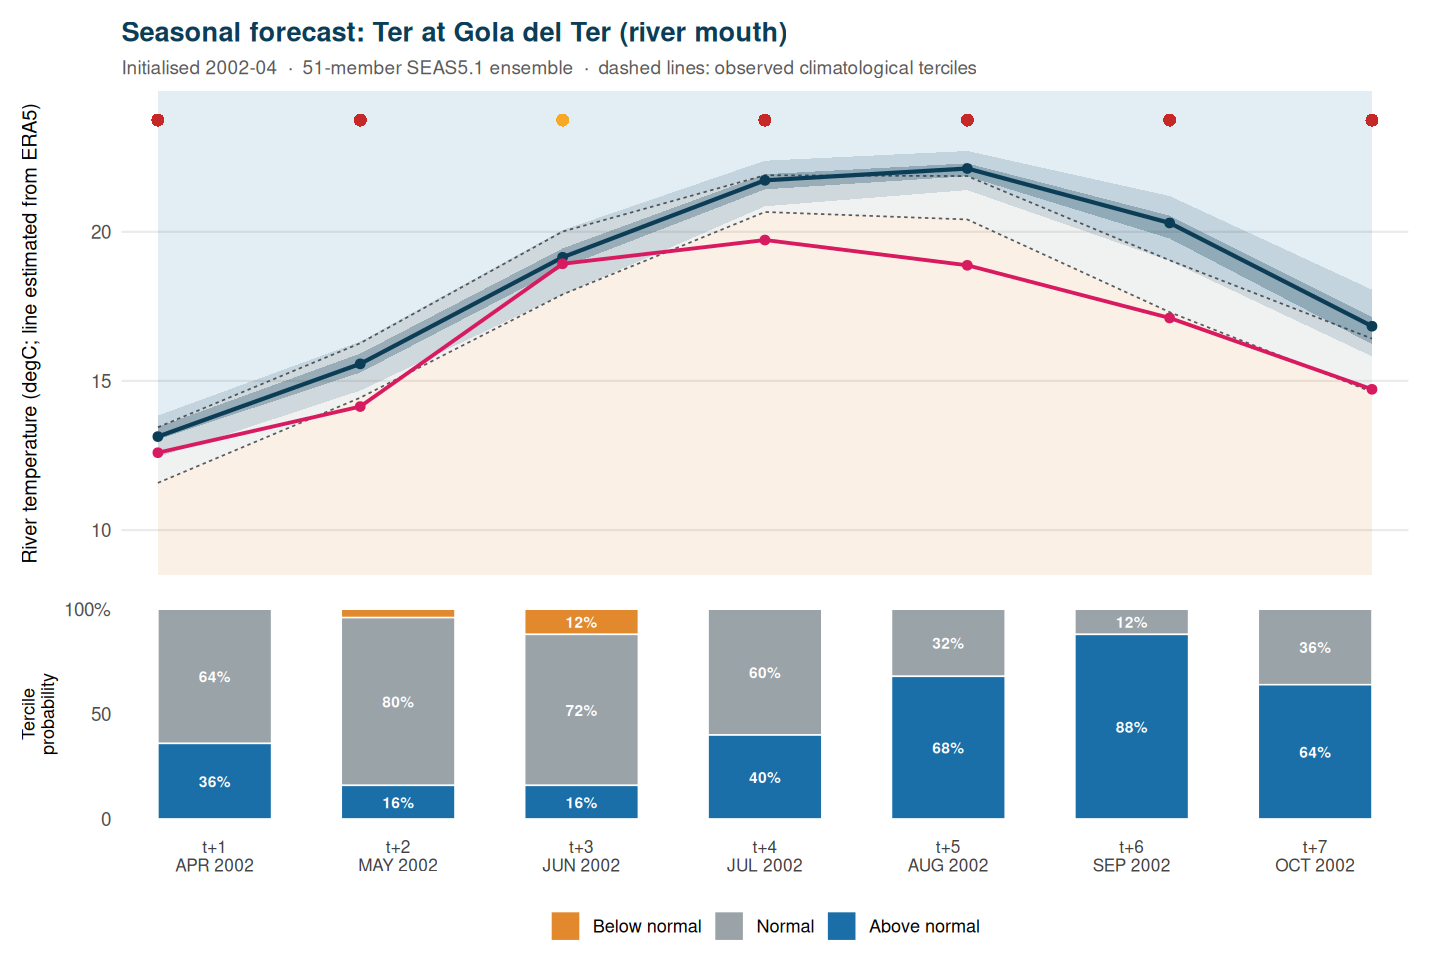 Seasonal forecast: Ter at Gola del Ter (river mouth)
Initialised 2002-04 · 51-member SEAS5.1 ensemble · dashed lines: observed climatological terciles
River temperature (degC; line estimated from ERA5)
20
15
10
Tercile
probability
100%
50
0
64%
36%
80%
16%
12%
72%
16%
60%
40%
32%
68%
12%
88%
36%
64%
t+1
APR 2002
t+2
MAY 2002
t+3
JUN 2002
t+4
JUL 2002
t+5
AUG 2002
t+6
SEP 2002
t+7
OCT 2002
Below normal
Normal
Above normal